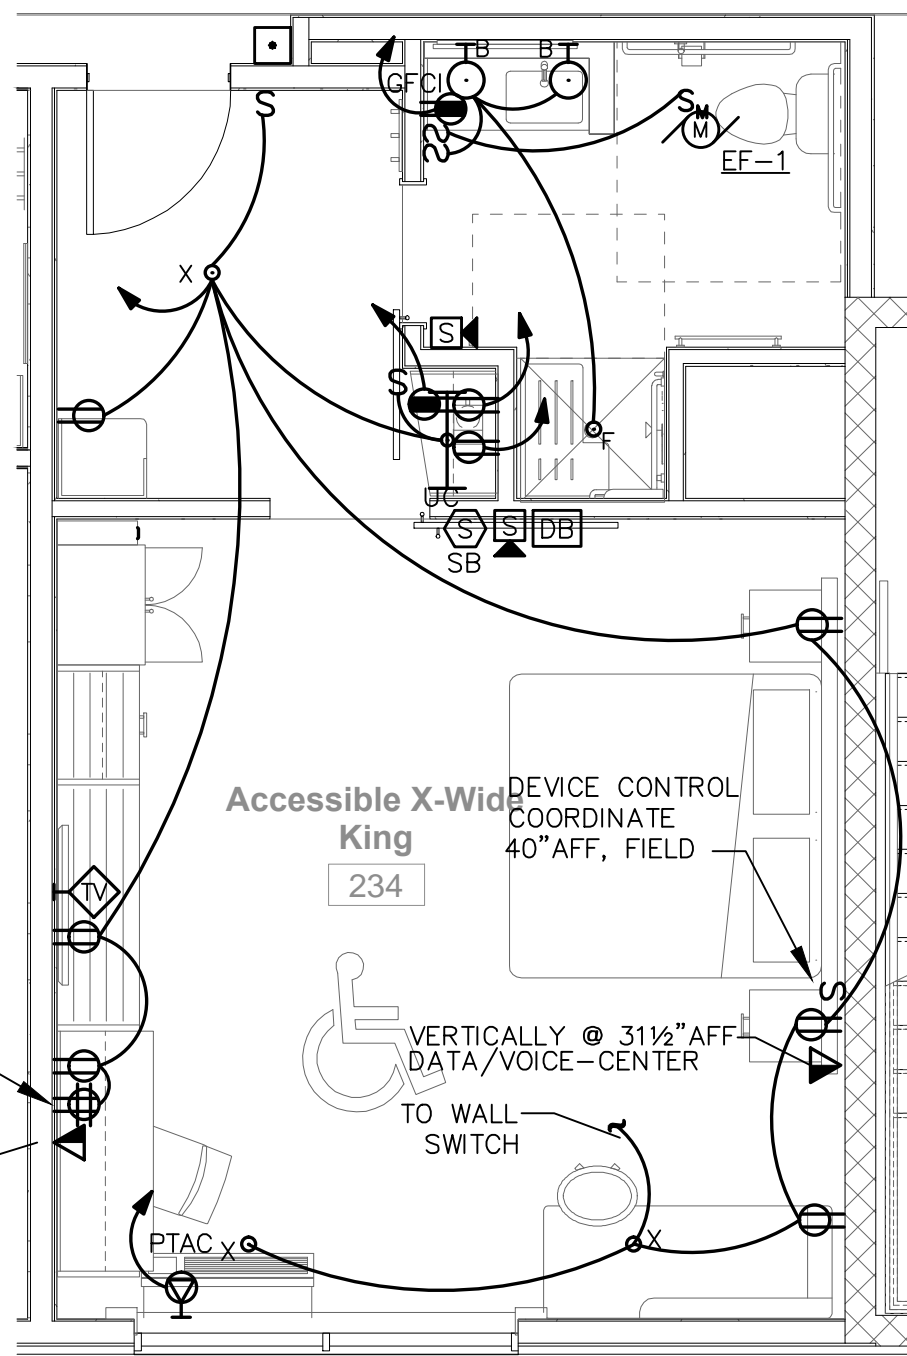 B B
GFCI
S
S
S
S
S
M
M
EF-1
X
S
S
F
UC
S
S
DB
SB
DEVICE CONTROL
COORDINATE
40"AFF, FIELD
Accessible X-Wide
King
234
TV
S
VERTICALLY @ 31½"AFF
DATA/VOICE-CENTER
TO WALL
SWITCH
PTAC
X
X